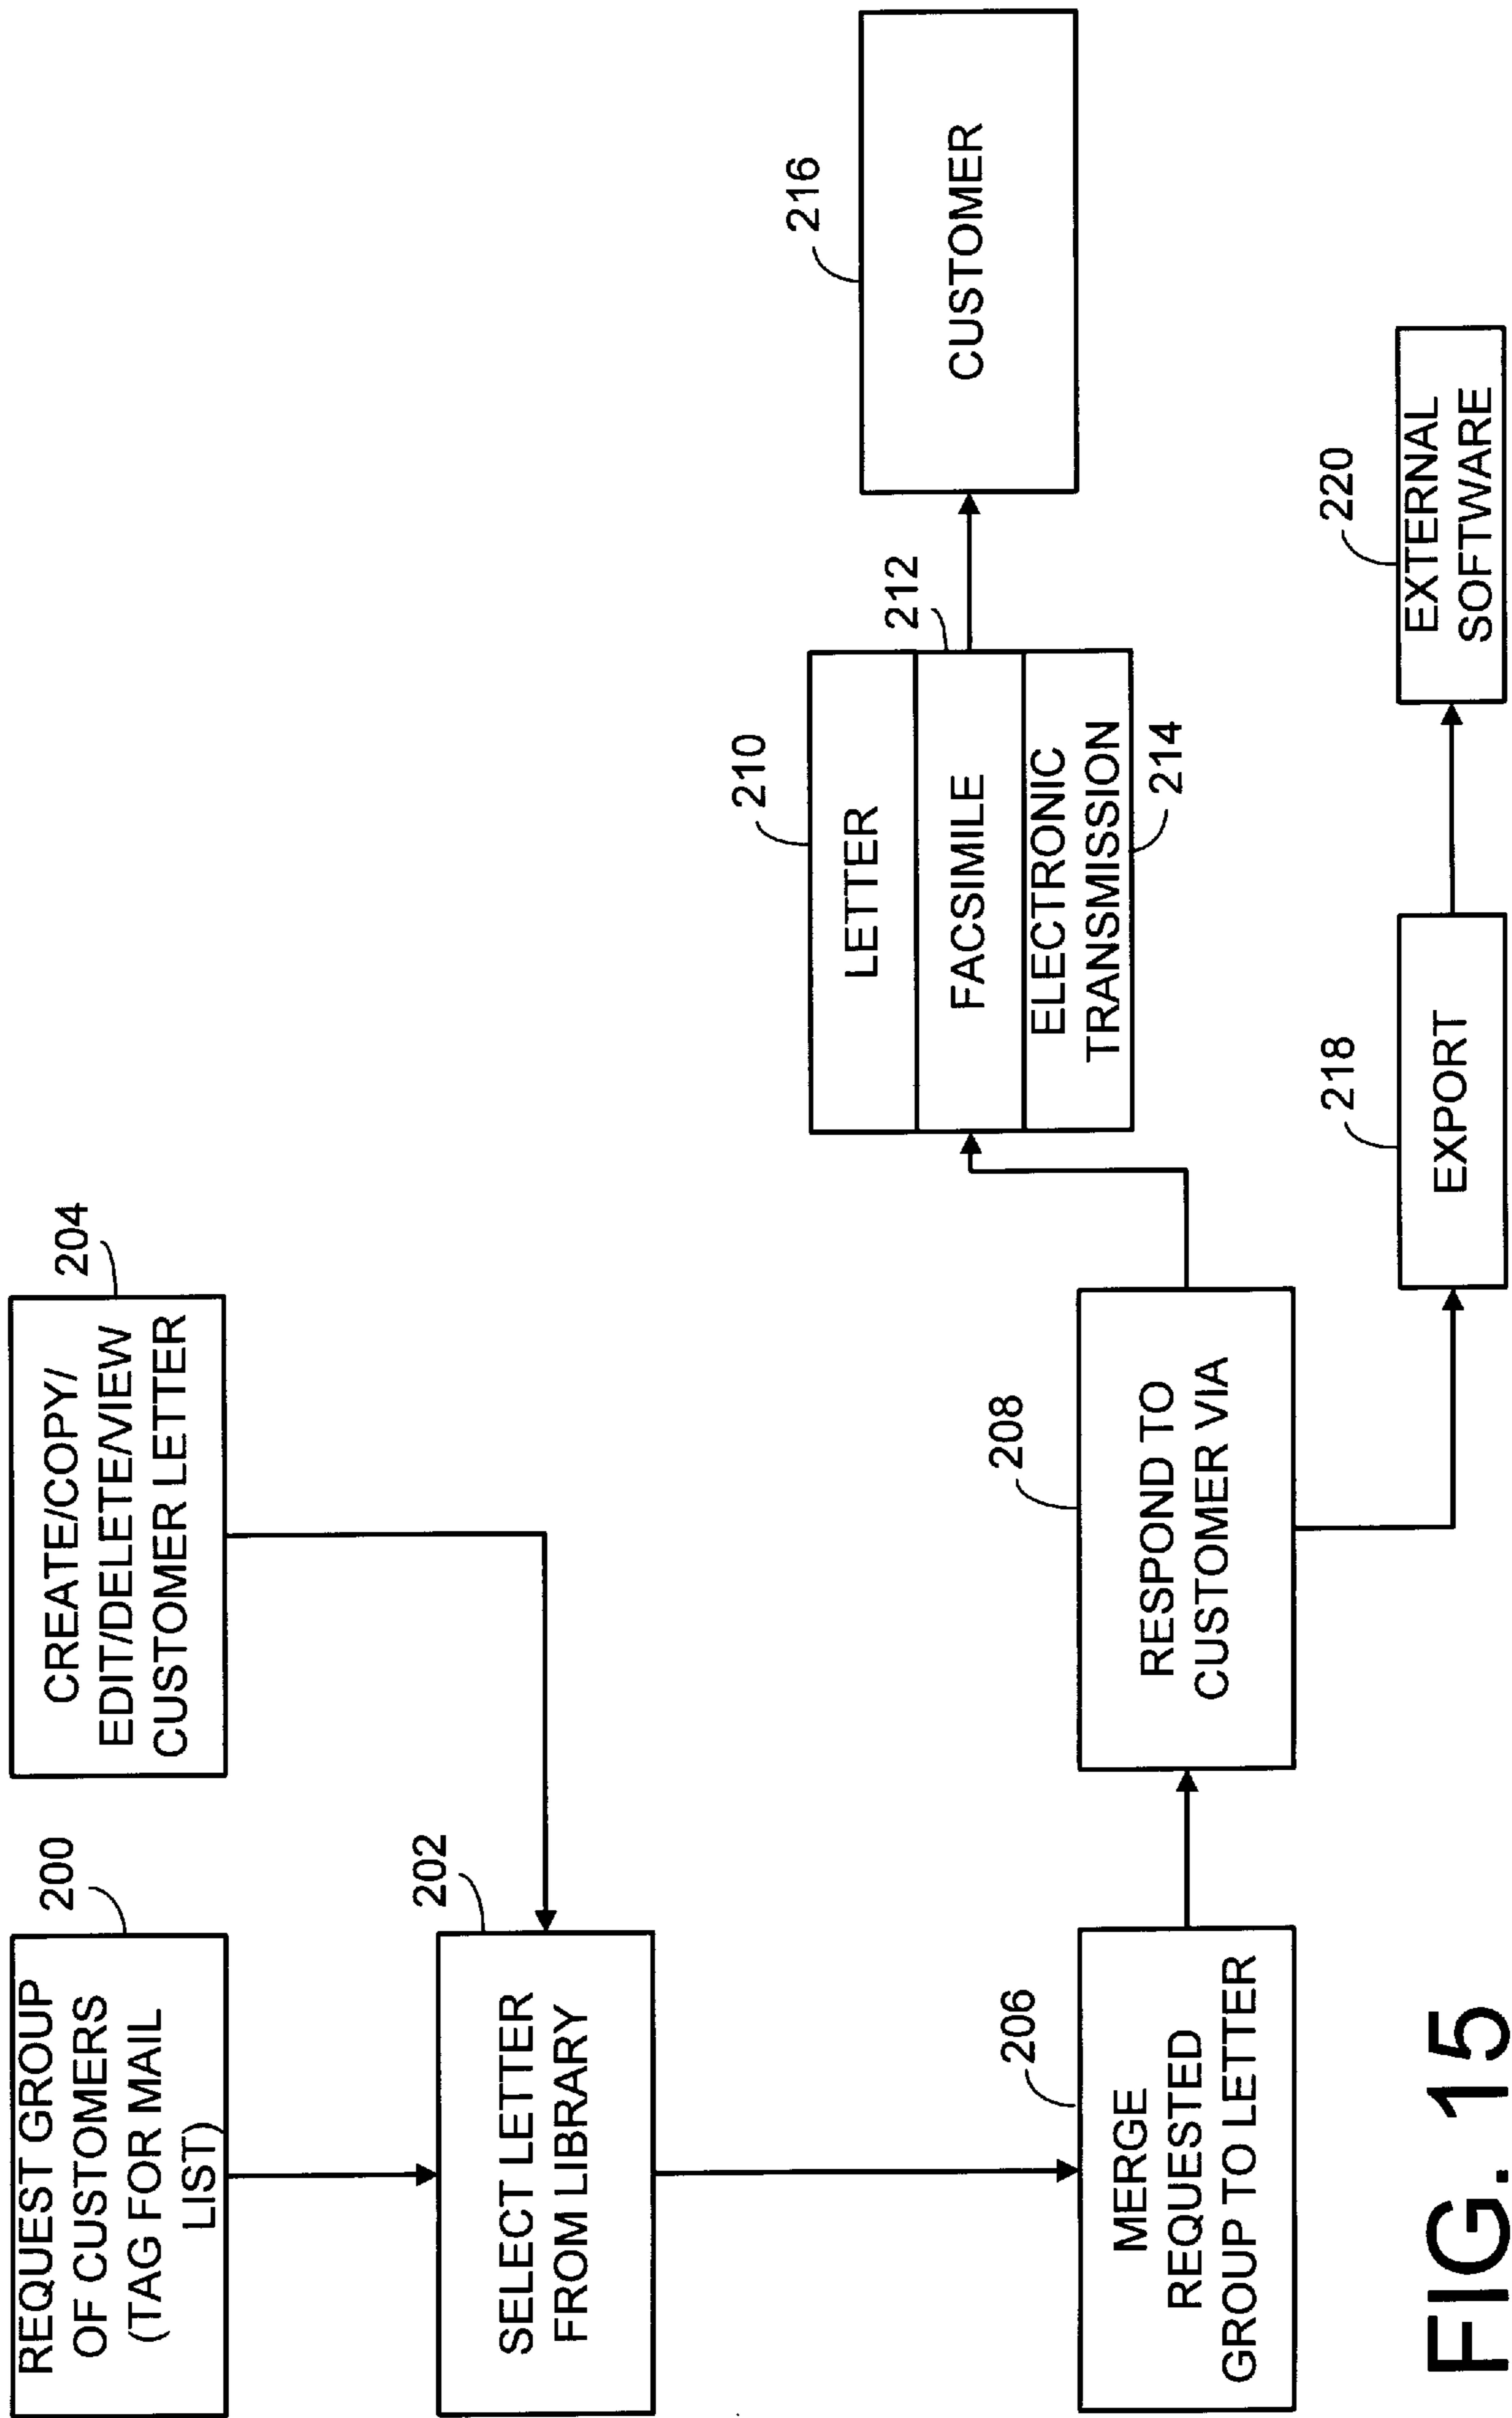 200
REQUEST GROUP
OF CUSTOMERS
(TAG FOR MAIL
LIST)
204
CREATE/COPY/
EDIT/DELETE/VIEW
CUSTOMER LETTER
202
SELECT LETTER
FROM LIBRARY
206
MERGE
REQUESTED
GROUP TO LETTER
208
RESPOND TO
CUSTOMER VIA
210
LETTER
212
FACSIMILE
ELECTRONIC
TRANSMISSION
214
216
CUSTOMER
218
EXPORT
220
EXTERNAL
SOFTWARE
FIG. 15